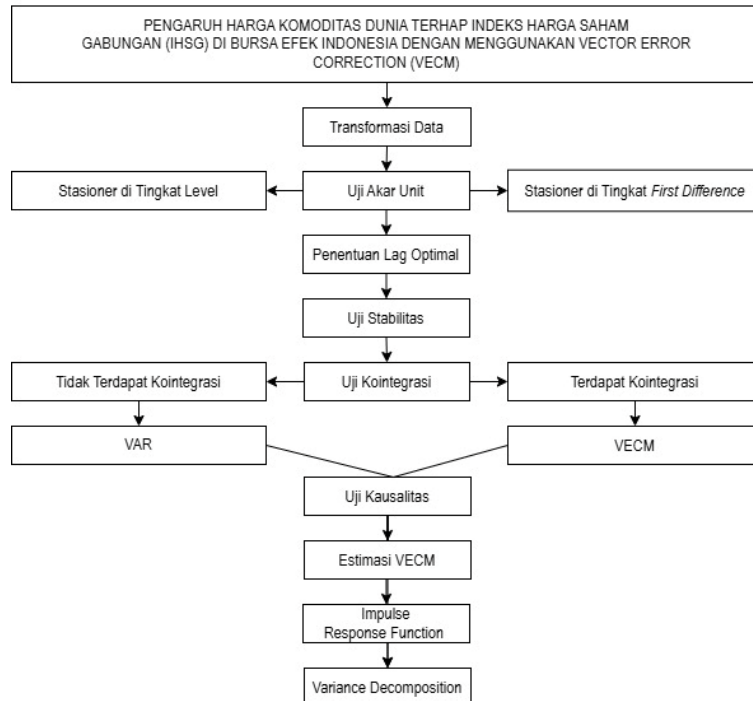 PENGARUH HARGA KOMODITAS DUNIA TERHAP INDEKS HARGA SAHAM
GABUNGAN (IHSG) DI BURSA EFEK INDONESIA DENGAN MENGGUNAKAN VECTOR ERROR
CORRECTION (VECM)
Transformasi Data
Stasioner di Tingkat Level
Uji Akar Unit
Stasioner di Tingkat First Difference
Penentuan Lag Optimal
Uji Stabilitas
Tidak Terdapat Kointegrasi
Uji Kointegrasi
Terdapat Kointegrasi
VAR
VECM
Uji Kausalitas
Estimasi VECM
Impulse
Response Function
Variance Decomposition